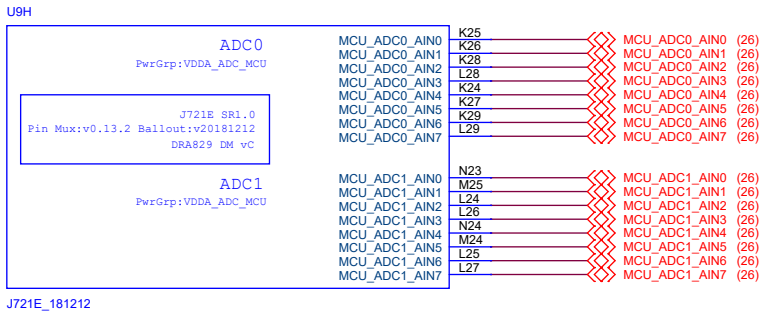 U9H
ADC0
PwrGrp:VDDA_ADC_MCU
MCU_ADC0_AIN0 K25 MCU_ADC0_AIN0 (26)
MCU_ADC0_AIN1 K26 MCU_ADC0_AIN1 (26)
MCU_ADC0_AIN2 K28 MCU_ADC0_AIN2 (26)
MCU_ADC0_AIN3 L28 MCU_ADC0_AIN3 (26)
MCU_ADC0_AIN4 K24 MCU_ADC0_AIN4 (26)
MCU_ADC0_AIN5 K27 MCU_ADC0_AIN5 (26)
MCU_ADC0_AIN6 K29 MCU_ADC0_AIN6 (26)
MCU_ADC0_AIN7 L29 MCU_ADC0_AIN7 (26)
J721E SR1.0
Pin Mux:v0.13.2 Ballout:v20181212
DRA829 DM vC
ADC1
PwrGrp:VDDA_ADC_MCU
MCU_ADC1_AIN0 N23 MCU_ADC1_AIN0 (26)
MCU_ADC1_AIN1 M25 MCU_ADC1_AIN1 (26)
MCU_ADC1_AIN2 L24 MCU_ADC1_AIN2 (26)
MCU_ADC1_AIN3 L26 MCU_ADC1_AIN3 (26)
MCU_ADC1_AIN4 N24 MCU_ADC1_AIN4 (26)
MCU_ADC1_AIN5 M24 MCU_ADC1_AIN5 (26)
MCU_ADC1_AIN6 L25 MCU_ADC1_AIN6 (26)
MCU_ADC1_AIN7 L27 MCU_ADC1_AIN7 (26)
J721E_181212